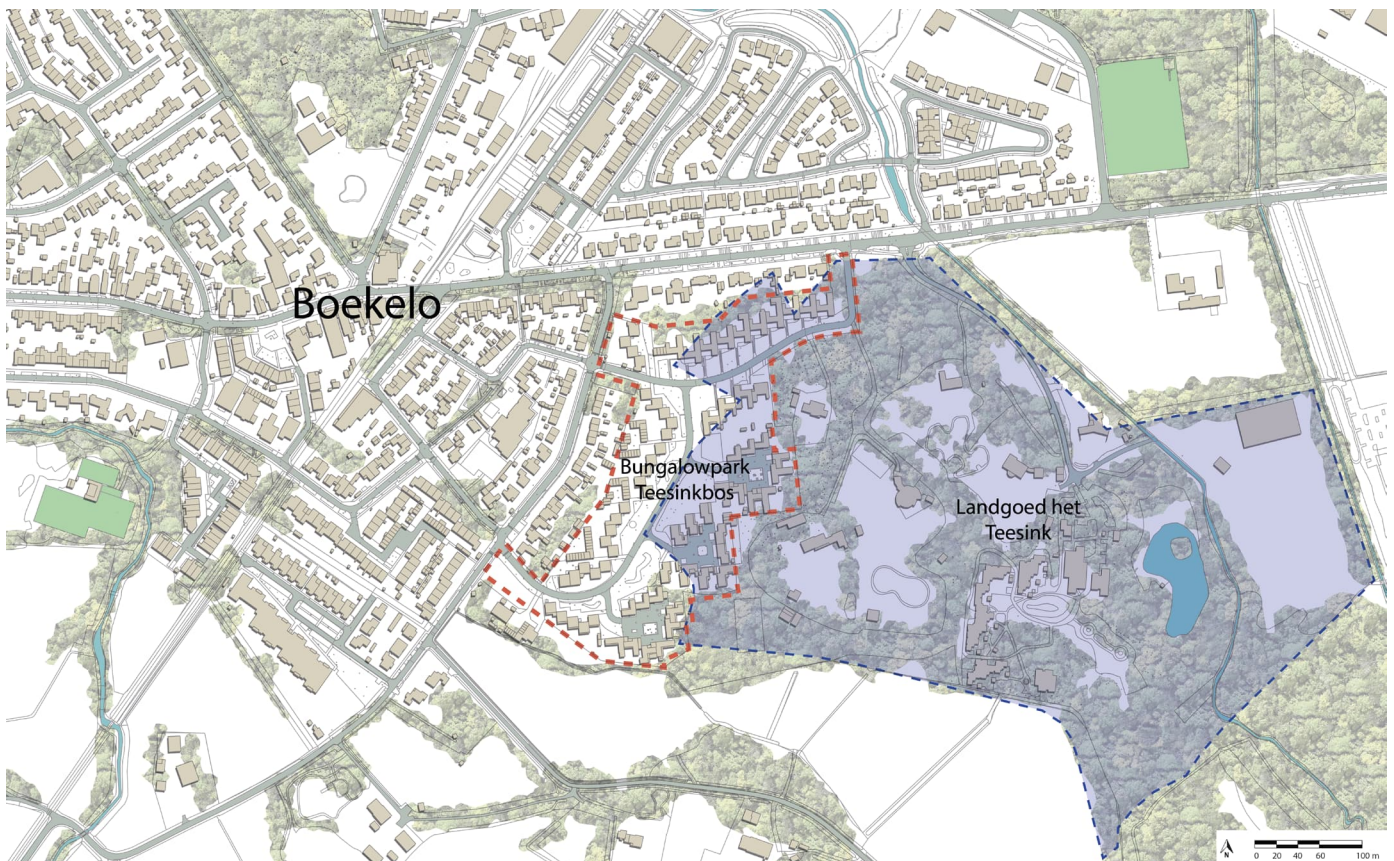 Boekelo
Bungalowpark
Teesinkbos
Landgoed het
Teesink
N
0 20 40 60 100 m